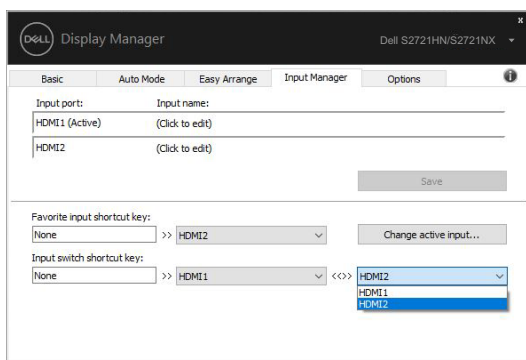 x
DELL Display Manager Dell S2721HN/S2721NX
Basic Auto Mode Easy Arrange Input Manager Options i
Input port: Input name:
HDMI1 (Active) (Click to edit)
HDMI2 (Click to edit)
Save
Favorite input shortcut key:
None >> HDMI2 Change active input...
Input switch shortcut key:
None >> HDMI1 <<>> HDMI2
HDMI1
HDMI2